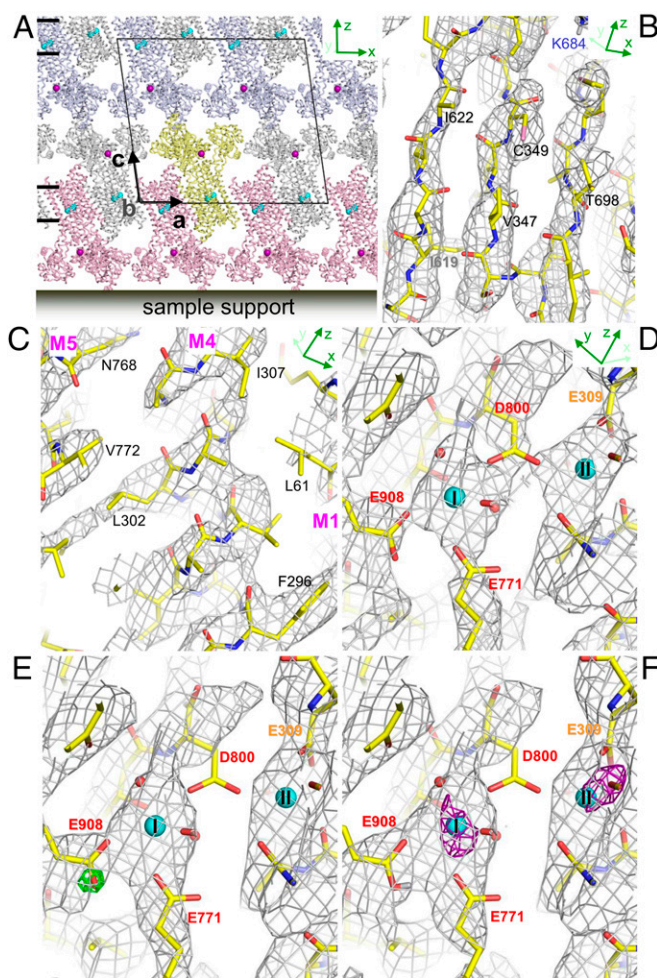 A
z
y
x
c
b
a
sample support
B
K684
z
y
x
I622
C349
V347
T698
I619
C
M5
M4
z
y
x
N768
I307
V772
L61
L302
M1
F296
D
y
z
x
E309
D800
II
E908
I
E771
E
E309
D800
II
E908
I
E771
F
E309
D800
II
E908
I
E771